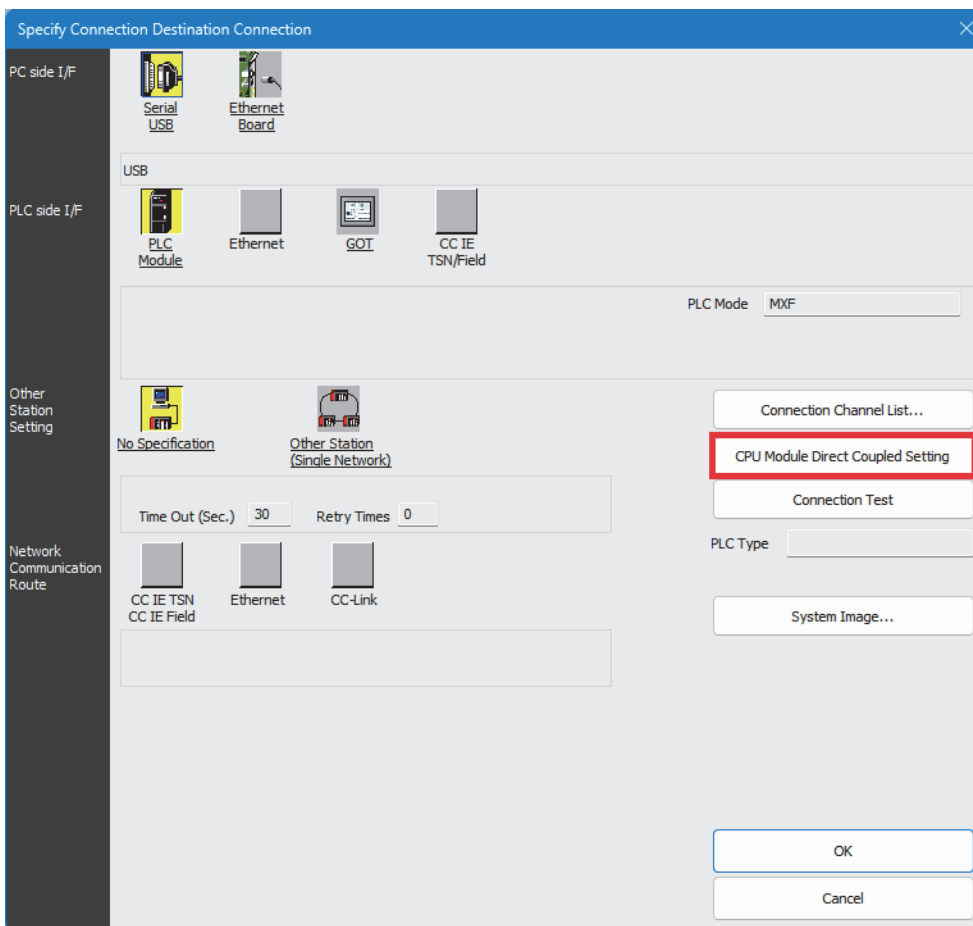 Specify Connection Destination Connection
PC side I/F
Serial
USB
Ethernet
Board
USB
PLC side I/F
PLC
Module
Ethernet
GOT
CC IE
TSN/Field
PLC Mode MXF
Other
Station
Setting
No Specification
Other Station
(Single Network)
Connection Channel List...
CPU Module Direct Coupled Setting
Connection Test
Time Out (Sec.) 30 Retry Times 0
PLC Type
Network
Communication
Route
CC IE TSN
CC IE Field
Ethernet
CC-Link
System Image...
OK
Cancel